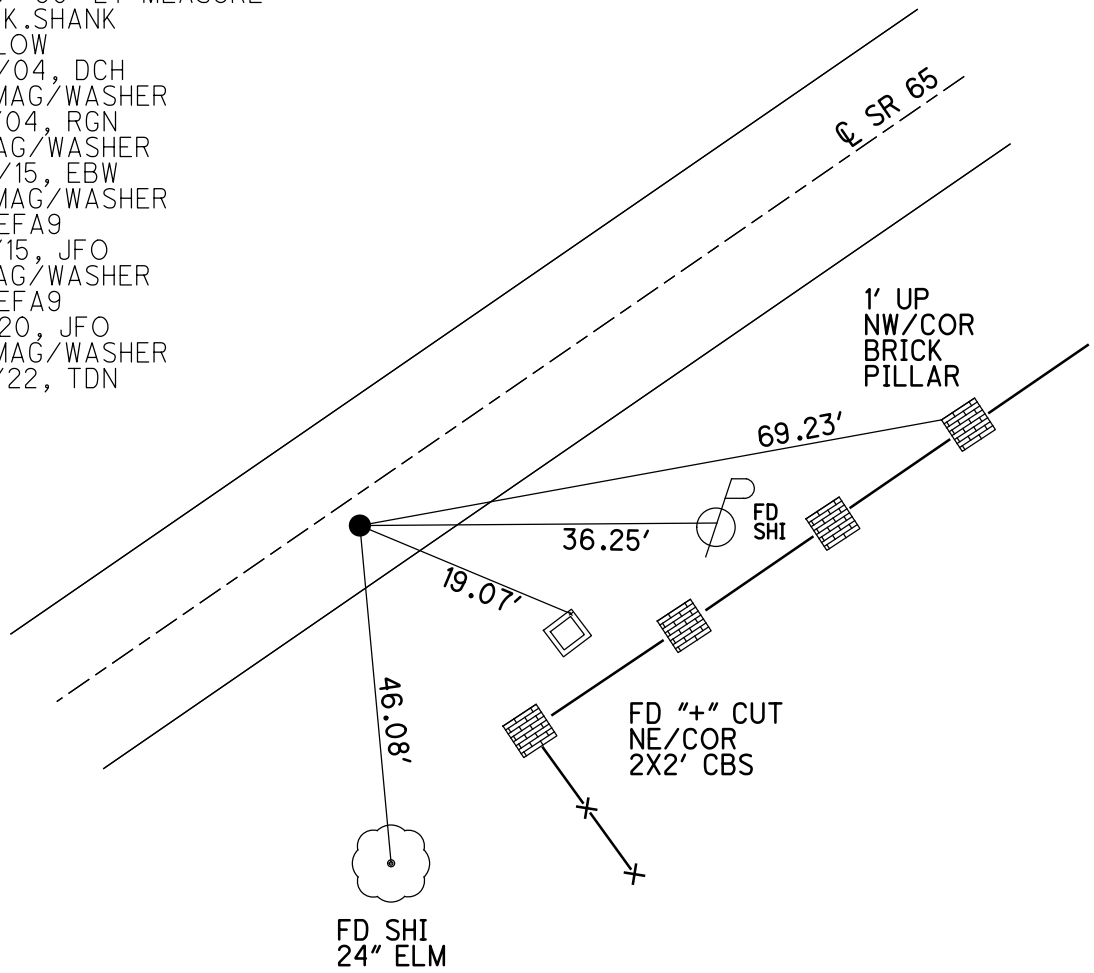 K.SHANK
LOW
/04, DCH
MAG/WASHER
/04, RGN
AG/WASHER
/15, EBW
MAG/WASHER
EFA9
/15, JFO
AG/WASHER
EFA9
20, JFO
MAG/WASHER
/22, TDN
℄ SR 65
1' UP
NW/COR
BRICK
PILLAR
69.23'
FD
SHI
36.25'
19.07'
46.08'
FD "+" CUT
NE/COR
2X2' CBS
FD SHI
24" ELM